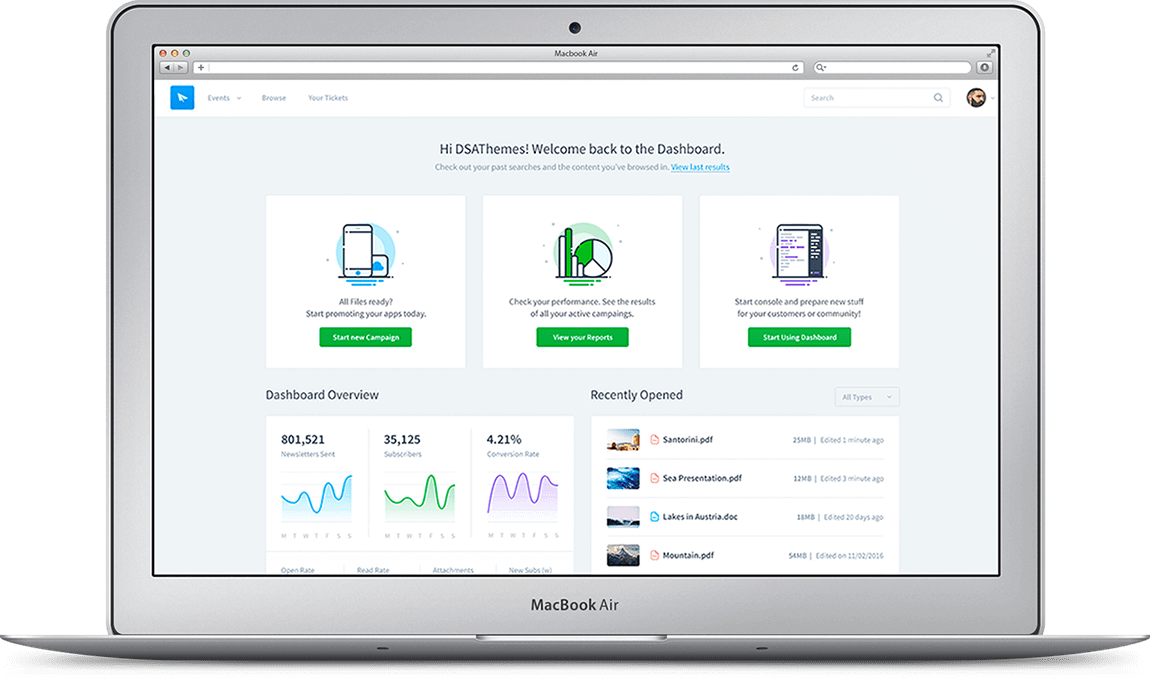 Macbook Air
Events Browse Your Tickets Search
Hi DSAThemes! Welcome back to the Dashboard.
Check out your past searches and the content you've browsed in. View last results
All Files ready?
Start promoting your apps today.
Start new Campaign
Check your performance. See the results
of all your active campaings.
View your Reports
Start console and prepare new stuff
for your customers or community!
Start Using Dashboard
Dashboard Overview
801,521
Newsletters Sent
M T W T F S S
35,125
Subscribers
M T W T F S S
4.21%
Conversion Rate
M T W T F S S
Open Rate Read Rate Attachments New Subs (w)
Recently Opened
All Types
Santorini.pdf 25MB | Edited 1 minute ago
Sea Presentation.pdf 12MB | Edited 3 minute ago
Lakes in Austria.doc 18MB | Edited 20 days ago
Mountain.pdf 54MB | Edited on 11/02/2016
MacBook Air